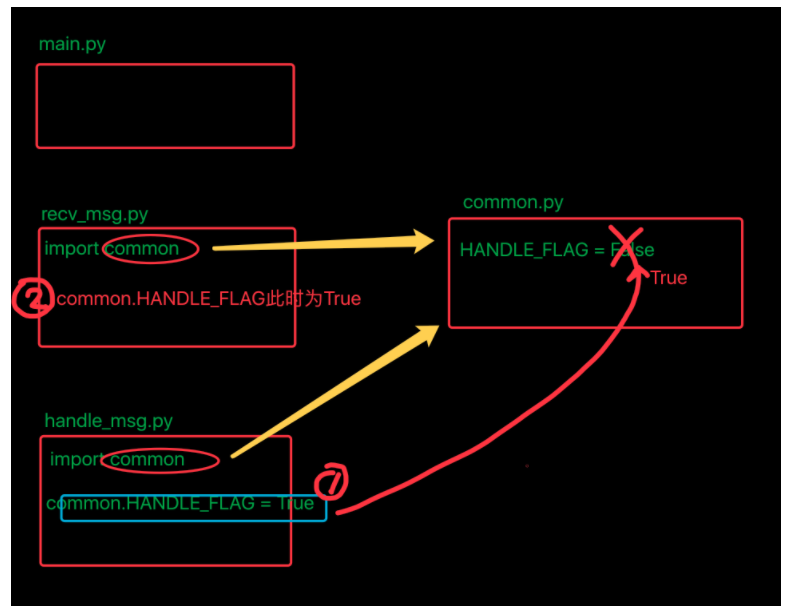 main.py
recv_msg.py
import common
② common.HANDLE_FLAG此时为True
common.py
HANDLE_FLAG = False
True
handle_msg.py
import common
①
common.HANDLE_FLAG = True